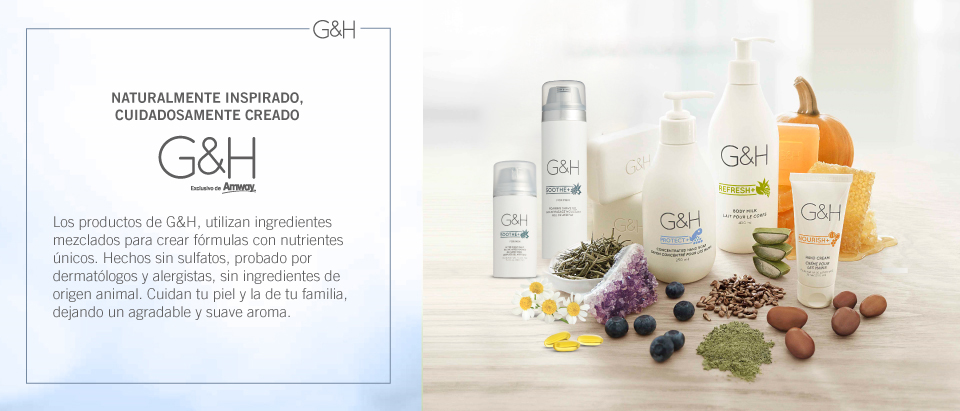 G&H
NATURALMENTE INSPIRADO,
CUIDADOSAMENTE CREADO
G&H
Exclusivo de Amway
Los productos de G&H, utilizan ingredientes
mezclados para crear fórmulas con nutrientes
únicos. Hechos sin sulfatos, probado por
dermatólogos y alergistas, sin ingredientes de
origen animal. Cuidan tu piel y la de tu familia,
dejando un agradable y suave aroma.
G&H
SOOTHE+
G&H
SOOTHE+
G&H
G&H
PROTECT+
CONCENTRATED HAND SOAP
G&H
REFRESH+
BODY MILK
LAIT POUR LE CORPS
G&H
NOURISH+
HAND CREAM
CRÈME POUR
LES MAINS